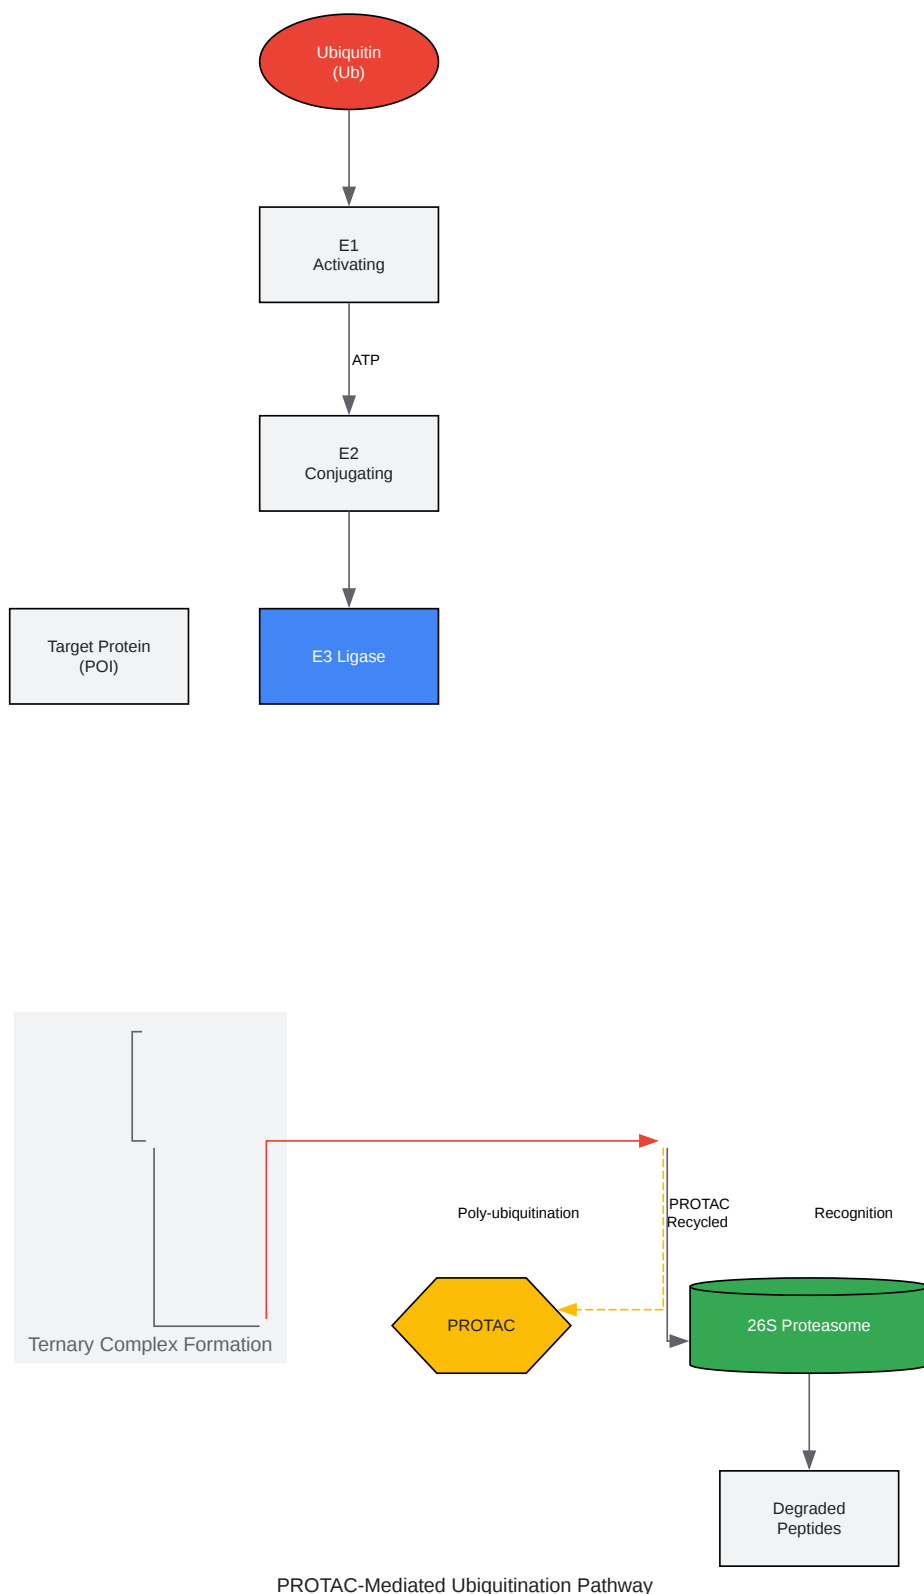 Ubiquitin
(Ub)
E1
Activating
ATP
E2
Conjugating
Target Protein
(POI)
E3 Ligase
Poly-ubiquitination
PROTAC
Recycled
Recognition
PROTAC
26S Proteasome
Ternary Complex Formation
Degraded
Peptides
PROTAC-Mediated Ubiquitination Pathway